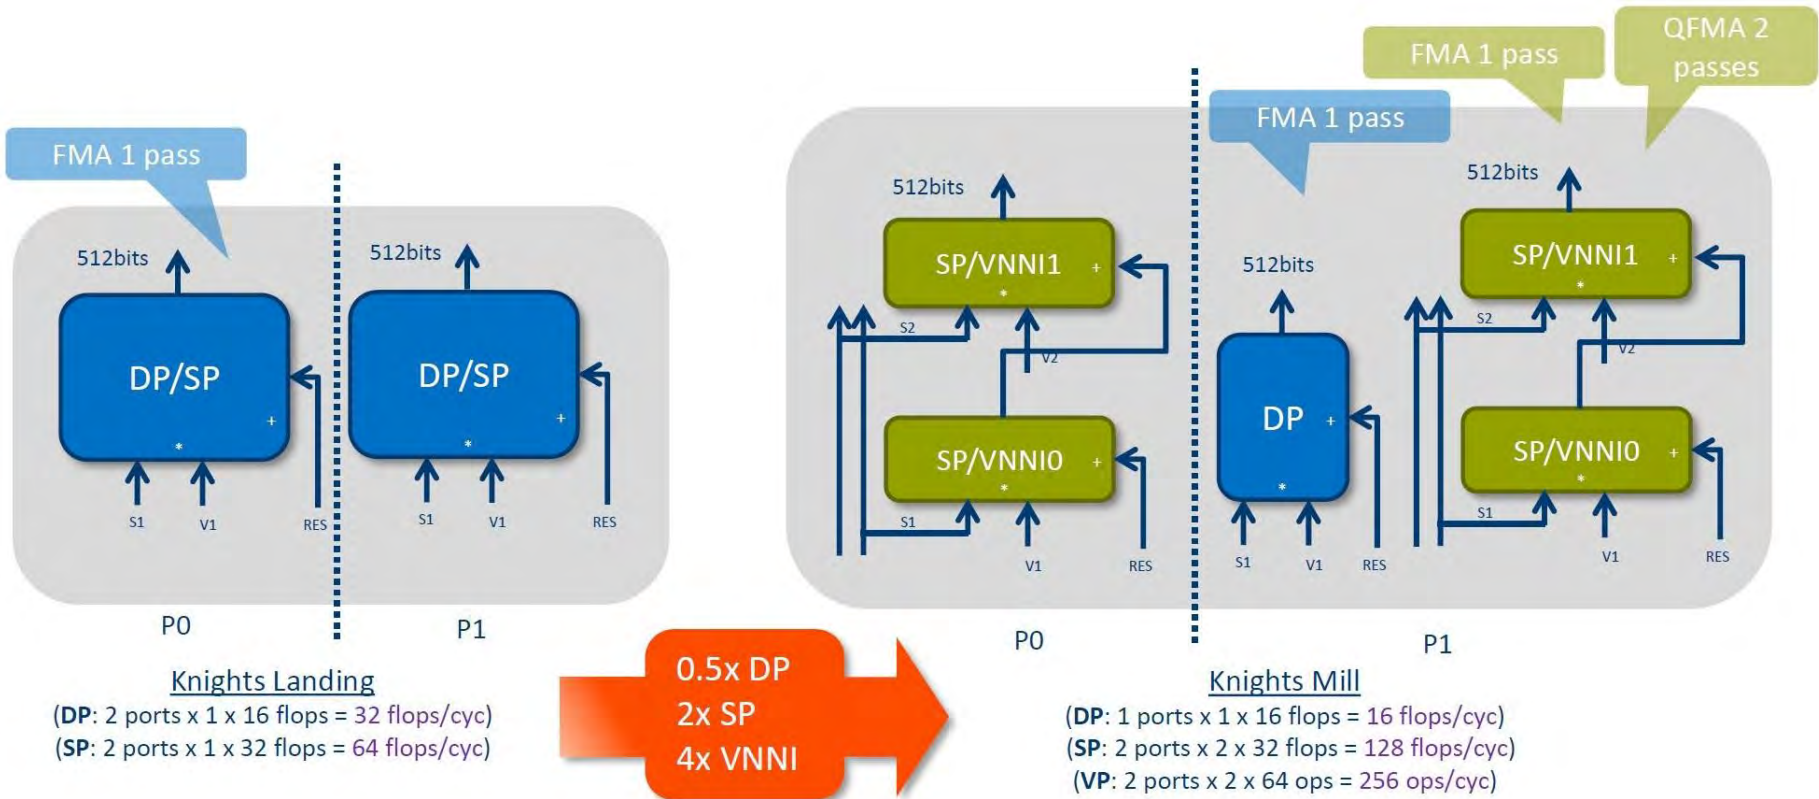 FMA 1 pass
512bits
512bits
DP/SP
+
*
DP/SP
+
*
S1
V1
RES
S1
V1
RES
P0
P1
Knights Landing
(DP: 2 ports x 1 x 16 flops = 32 flops/cyc)
(SP: 2 ports x 1 x 32 flops = 64 flops/cyc)
0.5x DP
2x SP
4x VNNI
FMA 1 pass
FMA 1 pass
QFMA 2
passes
512bits
SP/VNNI1
+
*
S2
V2
SP/VNNI0
+
*
S1
V1
RES
512bits
DP
+
*
S1
V1
RES
512bits
SP/VNNI1
+
*
S2
V2
SP/VNNI0
+
*
S1
V1
RES
P0
P1
Knights Mill
(DP: 1 ports x 1 x 16 flops = 16 flops/cyc)
(SP: 2 ports x 2 x 32 flops = 128 flops/cyc)
(VP: 2 ports x 2 x 64 ops = 256 ops/cyc)